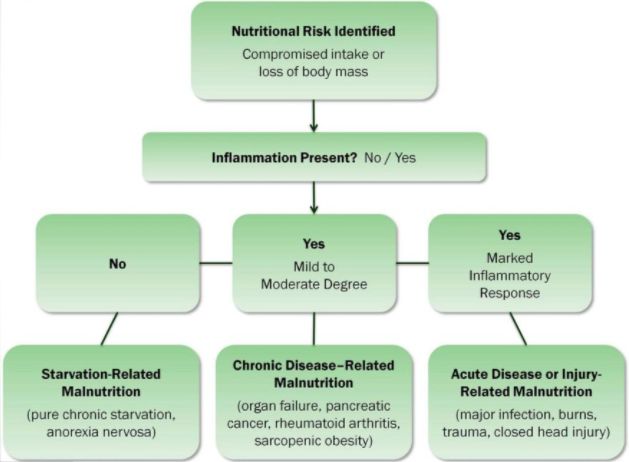 Nutritional Risk Identified
Compromised intake or
loss of body mass
Inflammation Present? No / Yes
No
Yes
Mild to
Moderate Degree
Yes
Marked
Inflammatory
Response
Starvation-Related
Malnutrition
(pure chronic starvation,
anorexia nervosa)
Chronic Disease–Related
Malnutrition
(organ failure, pancreatic
cancer, rheumatoid arthritis,
sarcopenic obesity)
Acute Disease or Injury-
Related Malnutrition
(major infection, burns,
trauma, closed head injury)